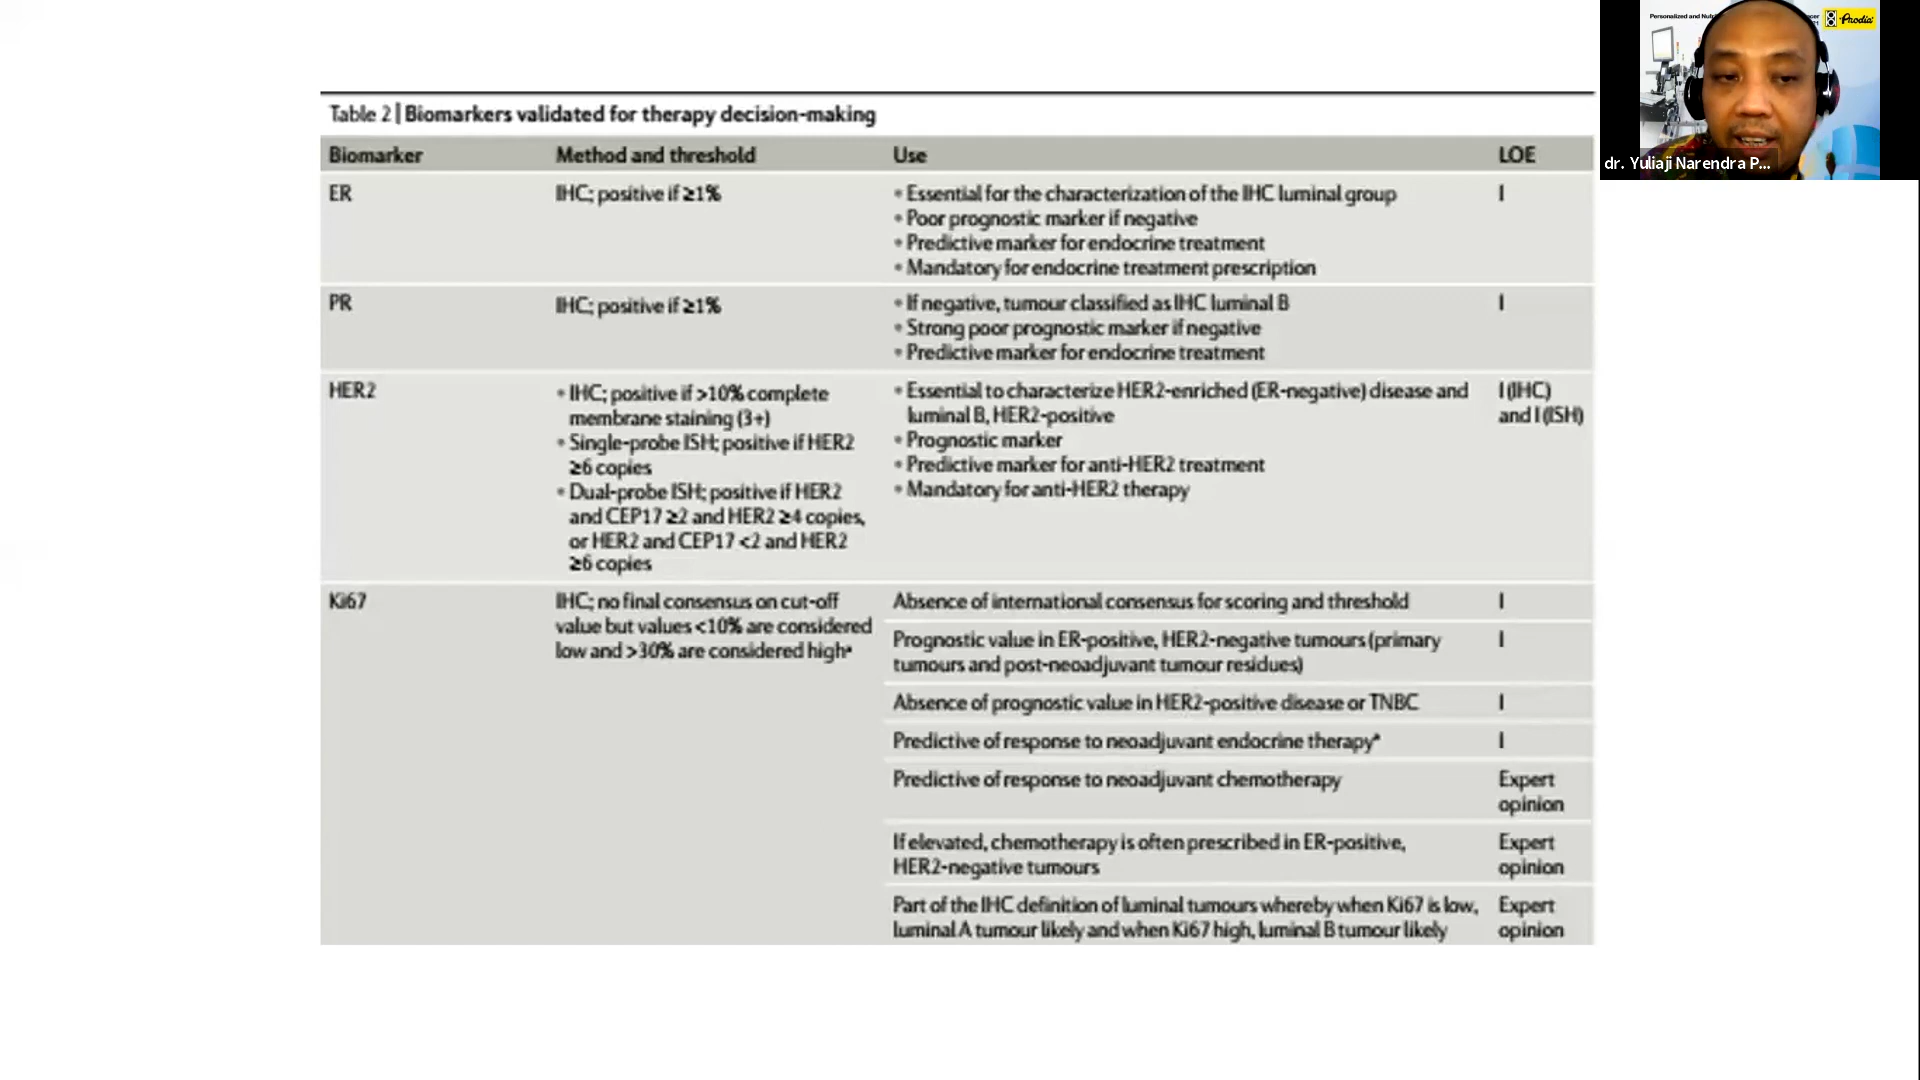 Table 2 | Biomarkers validated for therapy decision-making
Biomarker Method and threshold Use LOE
ER IHC; positive if ≥1% • Essential for the characterization of the IHC luminal group I
• Poor prognostic marker if negative
• Predictive marker for endocrine treatment
• Mandatory for endocrine treatment prescription
PR IHC; positive if ≥1% • If negative, tumour classified as IHC luminal B I
• Strong poor prognostic marker if negative
• Predictive marker for endocrine treatment
HER2
• IHC; positive if >10% complete
membrane staining (3+)
• Single-probe ISH; positive if HER2
≥6 copies
• Dual-probe ISH; positive if HER2
and CEP17 ≥2 and HER2 ≥4 copies,
or HER2 and CEP17 <2 and HER2
≥6 copies
• Essential to characterize HER2-enriched (ER-negative) disease and
luminal B, HER2-positive
• Prognostic marker
• Predictive marker for anti-HER2 treatment
• Mandatory for anti-HER2 therapy
I (IHC)
and I (ISH)
Ki67
IHC; no final consensus on cut-off
value but values <10% are considered
low and >30% are considered highᵃ
Absence of international consensus for scoring and threshold I
Prognostic value in ER-positive, HER2-negative tumours (primary I
tumours and post-neoadjuvant tumour residues)
Absence of prognostic value in HER2-positive disease or TNBC I
Predictive of response to neoadjuvant endocrine therapyᵃ I
Predictive of response to neoadjuvant chemotherapy Expert
opinion
If elevated, chemotherapy is often prescribed in ER-positive, Expert
HER2-negative tumours opinion
Part of the IHC definition of luminal tumours whereby when Ki67 is low, Expert
luminal A tumour likely and when Ki67 high, luminal B tumour likely opinion
Personalized and
Prodia
dr. Yuliaji Narendra P...